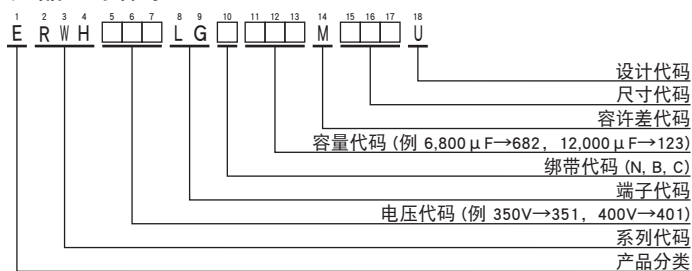 1 2 3 4 5 6 7 8 9 10 11 12 13 14 15 16 17 18
E R W H □□□ L G □ □□□ M □□□ U
设计代码
尺寸代码
容许差代码
容量代码 (例 6,800μF→682, 12,000μF→123)
绑带代码 (N, B, C)
端子代码
电压代码 (例 350V→351, 400V→401)
系列代码
产品分类